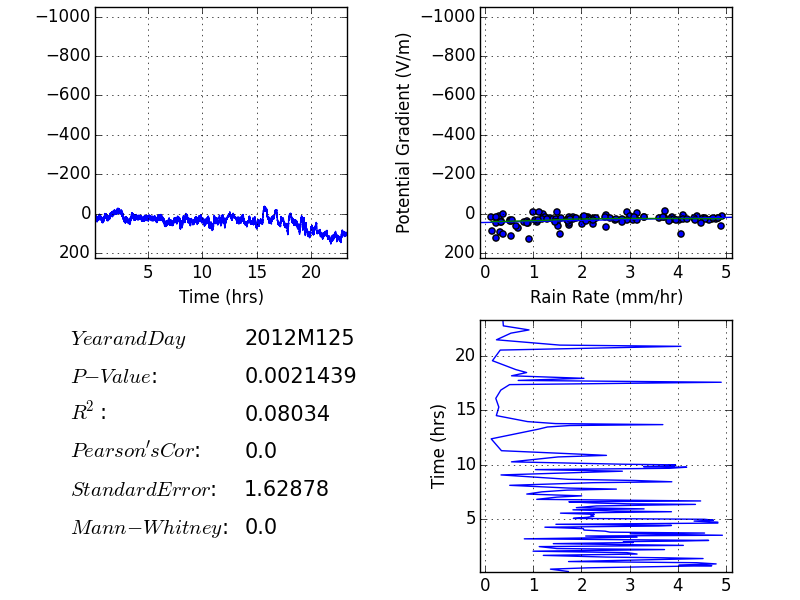 −1000
−800
−600
−400
−200
0
200
5 10 15 20
Time (hrs)
Potential Gradient (V/m)
−1000
−800
−600
−400
−200
0
200
0 1 2 3 4 5
Rain Rate (mm/hr)
YearandDay 2012M125
P−Value: 0.0021439
R²: 0.08034
Pearson'sCor: 0.0
StandardError: 1.62878
Mann−Whitney: 0.0
Time (hrs)
20
15
10
5
0 1 2 3 4 5